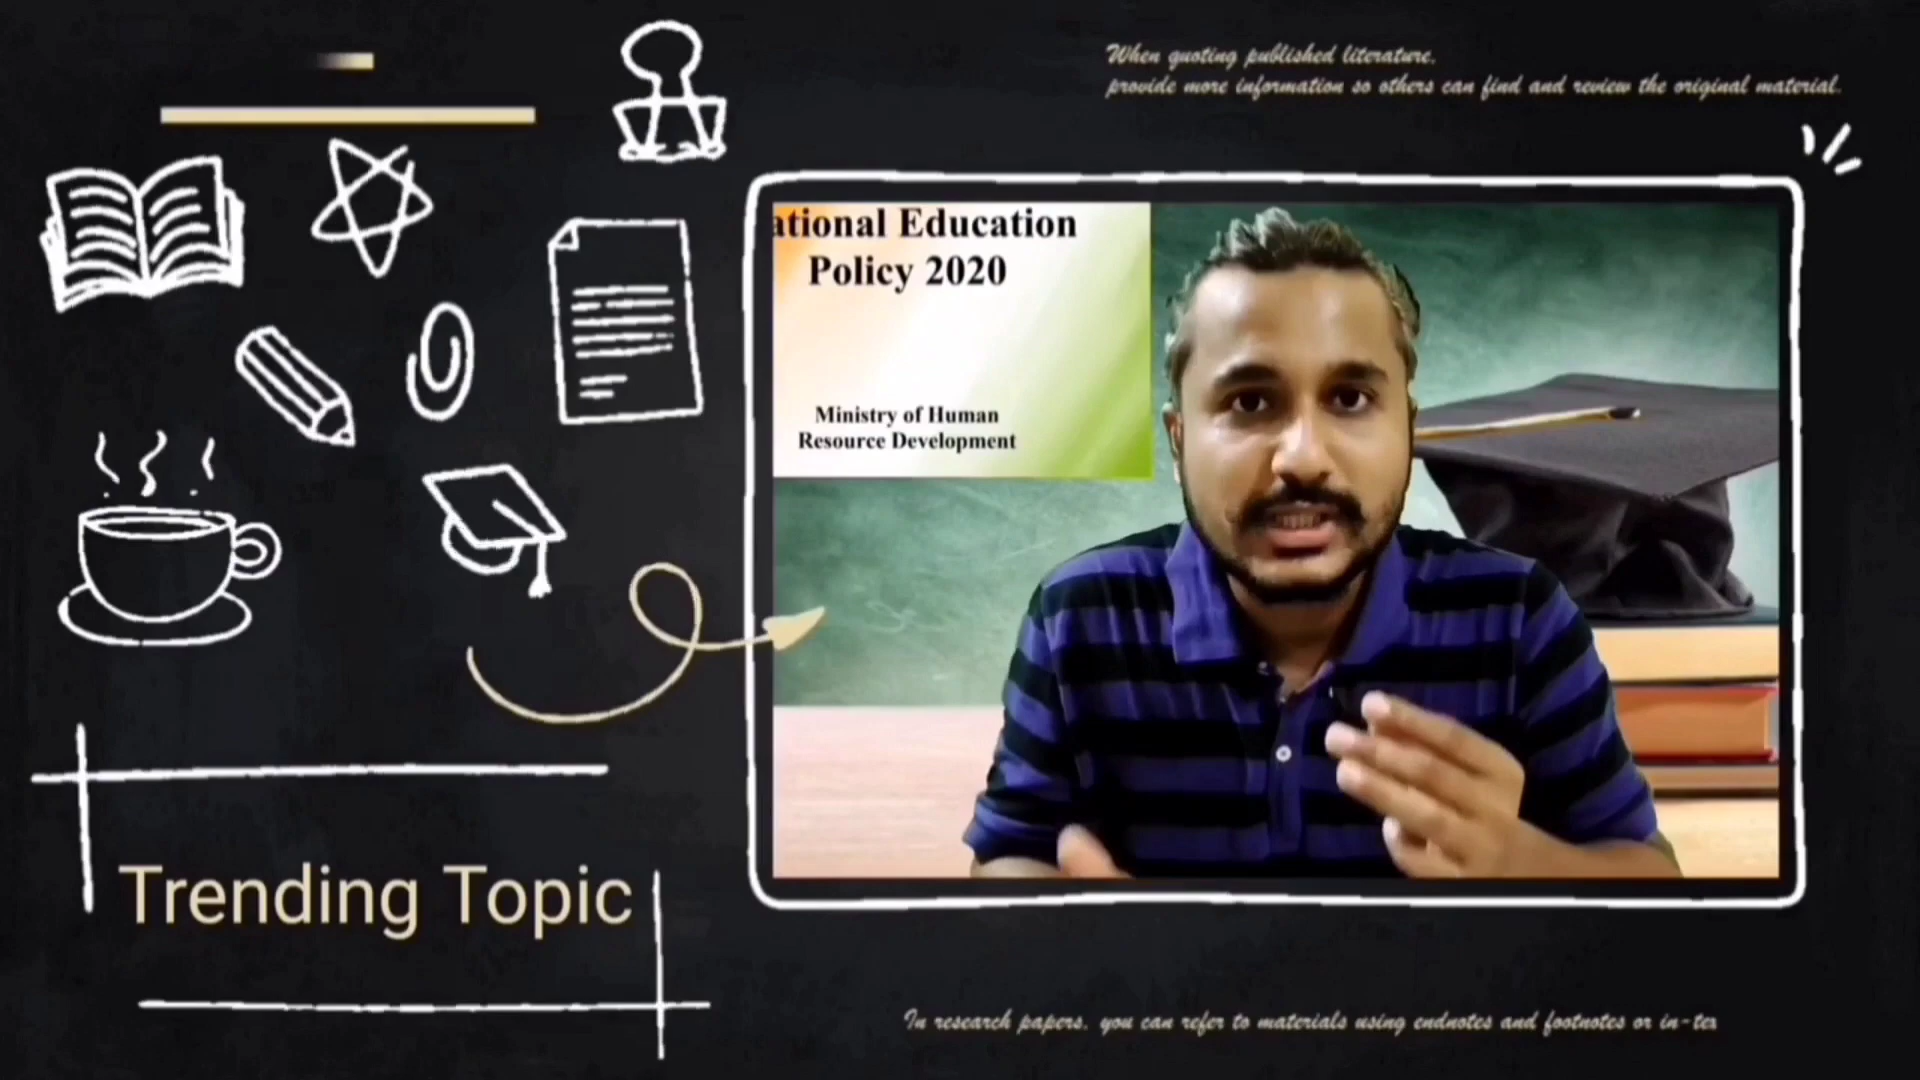 When quoting published literature.
provide more information so others can find and review the original material.
ational Education
Policy 2020
Ministry of Human
Resource Development
Trending Topic
In research papers. you can refer to materials using endnotes and footnotes or in-tex